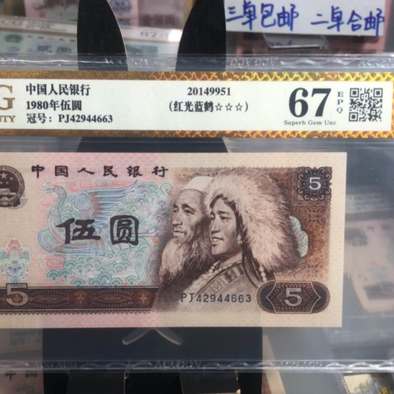 三单包邮 二单合邮
G
中国人民银行
1980年伍圆
冠号：PJ42944663
20149951
(红光蓝鹤☆☆☆)
67 EPQ
Superb Gem Unc
中国人民银行
5
伍圆
PJ42944663
5
5